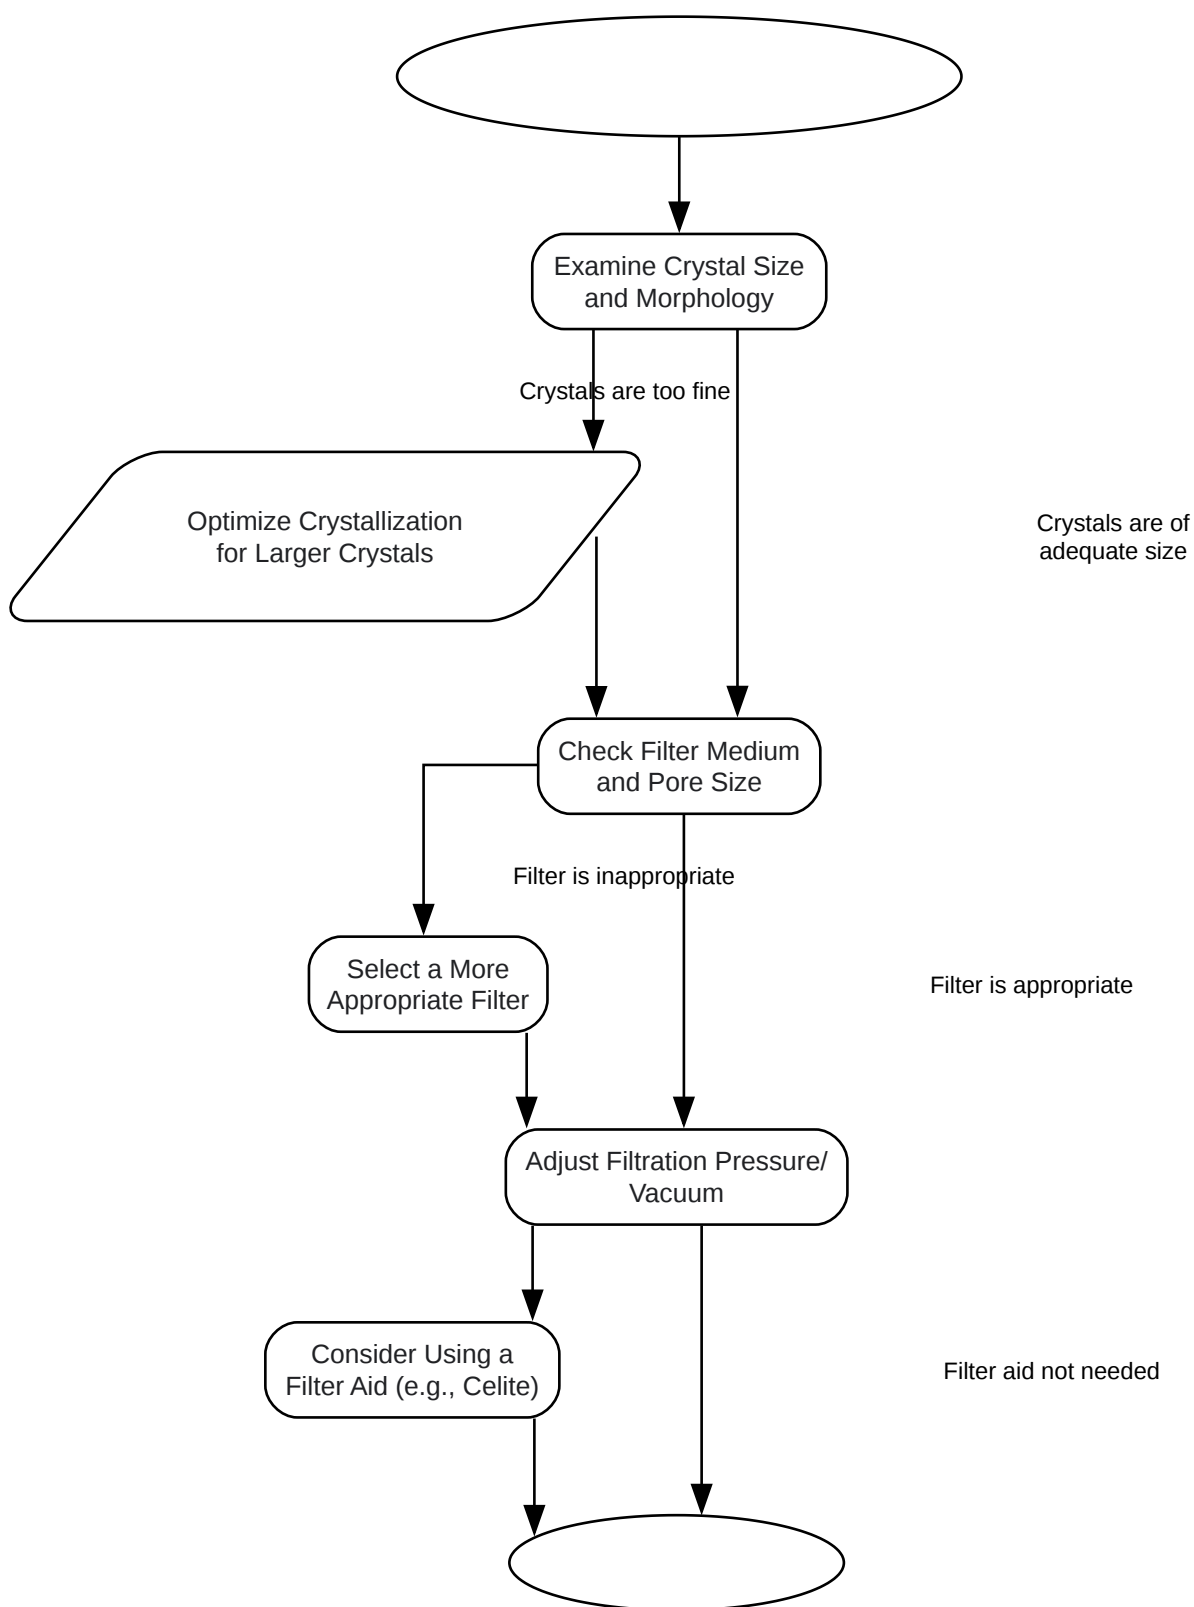 Examine Crystal Size
and Morphology
Crystals are too fine
Optimize Crystallization
for Larger Crystals
Crystals are of
adequate size
Check Filter Medium
and Pore Size
Filter is inappropriate
Select a More
Appropriate Filter
Filter is appropriate
Adjust Filtration Pressure/
Vacuum
Consider Using a
Filter Aid (e.g., Celite)
Filter aid not needed